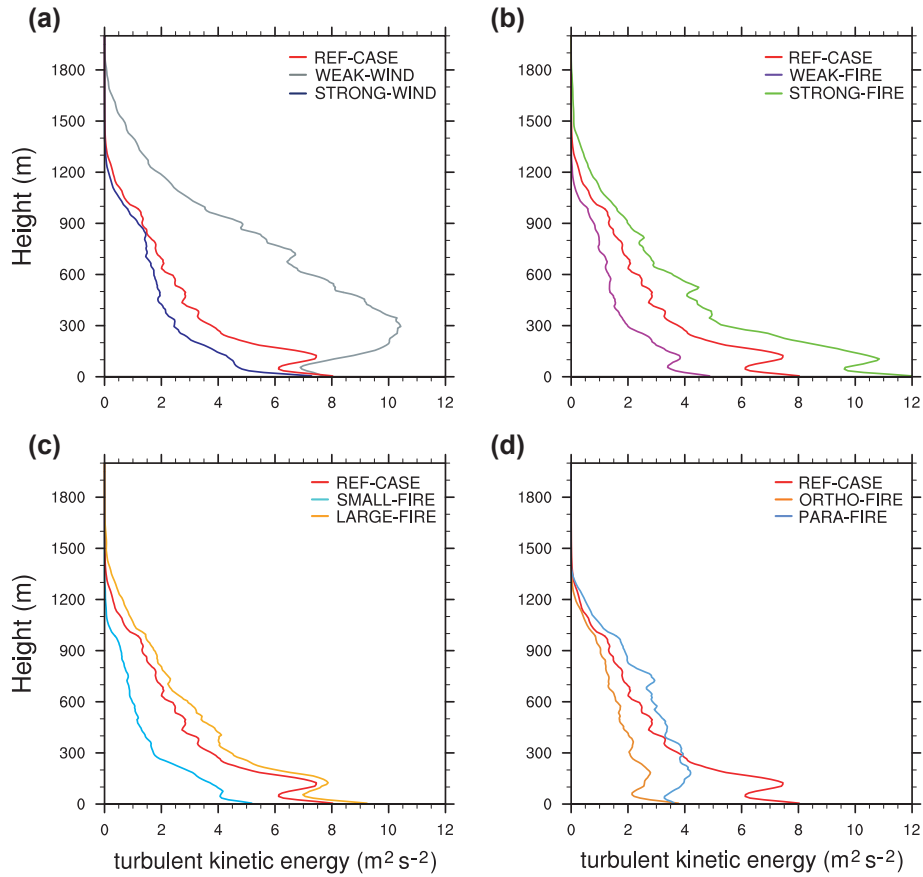 (a)
REF-CASE
WEAK-WIND
STRONG-WIND
1800
1500
1200
900
600
300
0
Height (m)
0 2 4 6 8 10 12
(b)
REF-CASE
WEAK-FIRE
STRONG-FIRE
1800
1500
1200
900
600
300
0
0 2 4 6 8 10 12
(c)
REF-CASE
SMALL-FIRE
LARGE-FIRE
1800
1500
1200
900
600
300
0
Height (m)
0 2 4 6 8 10 12
turbulent kinetic energy (m² s⁻²)
(d)
REF-CASE
ORTHO-FIRE
PARA-FIRE
1800
1500
1200
900
600
300
0
0 2 4 6 8 10 12
turbulent kinetic energy (m² s⁻²)